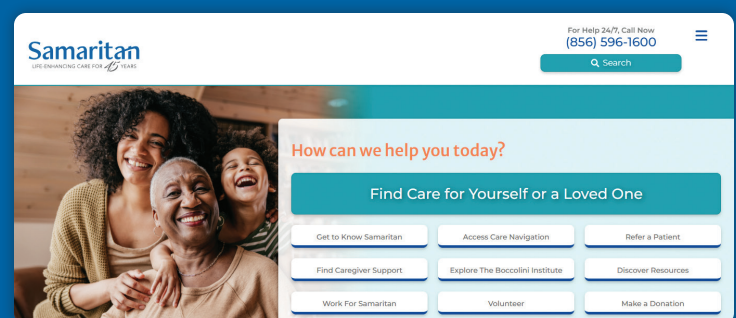 For Help 24/7, Call Now
(856) 596-1600
Search
Samaritan
LIFE-ENHANCING CARE FOR 45 YEARS
How can we help you today?
Find Care for Yourself or a Loved One
Get to Know Samaritan
Access Care Navigation
Refer a Patient
Find Caregiver Support
Explore The Boccolini Institute
Discover Resources
Work For Samaritan
Volunteer
Make a Donation